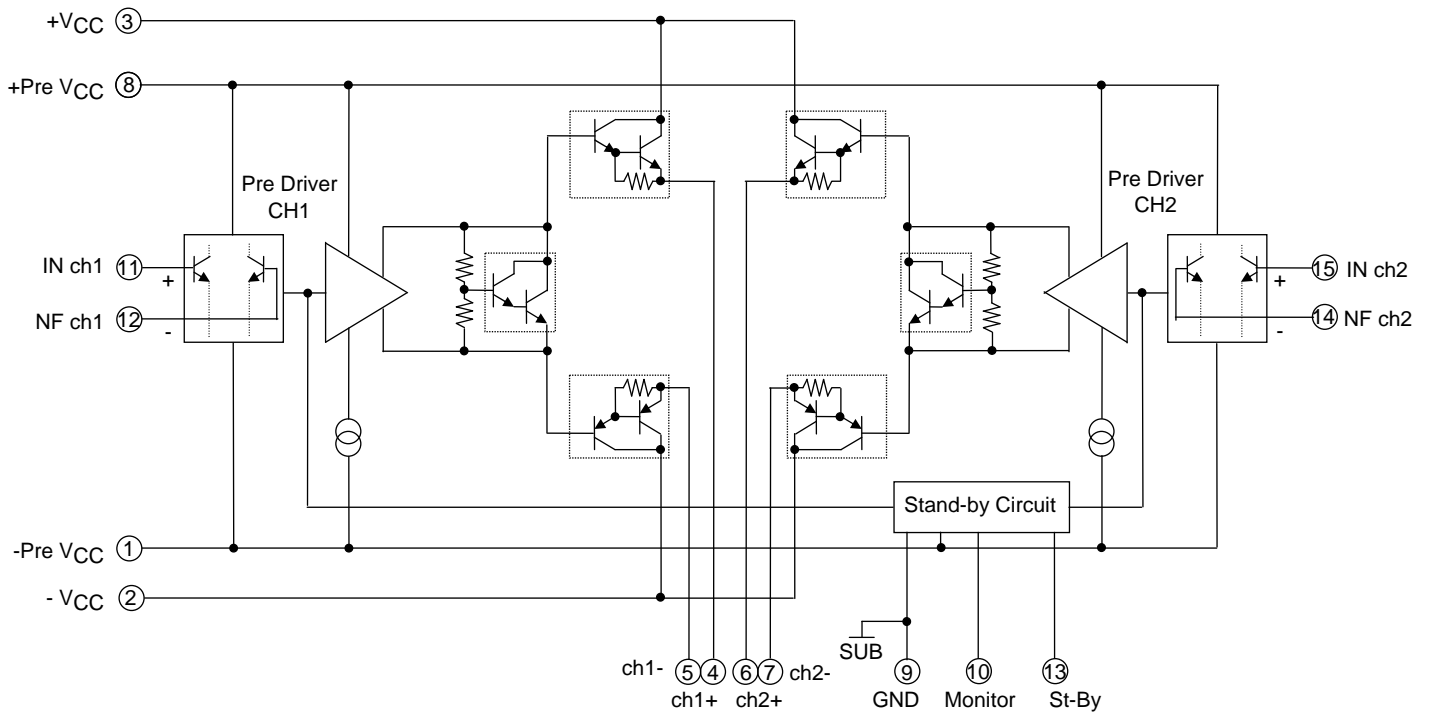 +VCC 3
+Pre VCC 8
Pre Driver
CH1
Pre Driver
CH2
IN ch1 11
+
NF ch1 12
-
15 IN ch2
+
14 NF ch2
-
Stand-by Circuit
-Pre VCC 1
- VCC 2
SUB
ch1- 5 4 6 7 ch2-
ch1+ ch2+
9 10 13
GND Monitor St-By